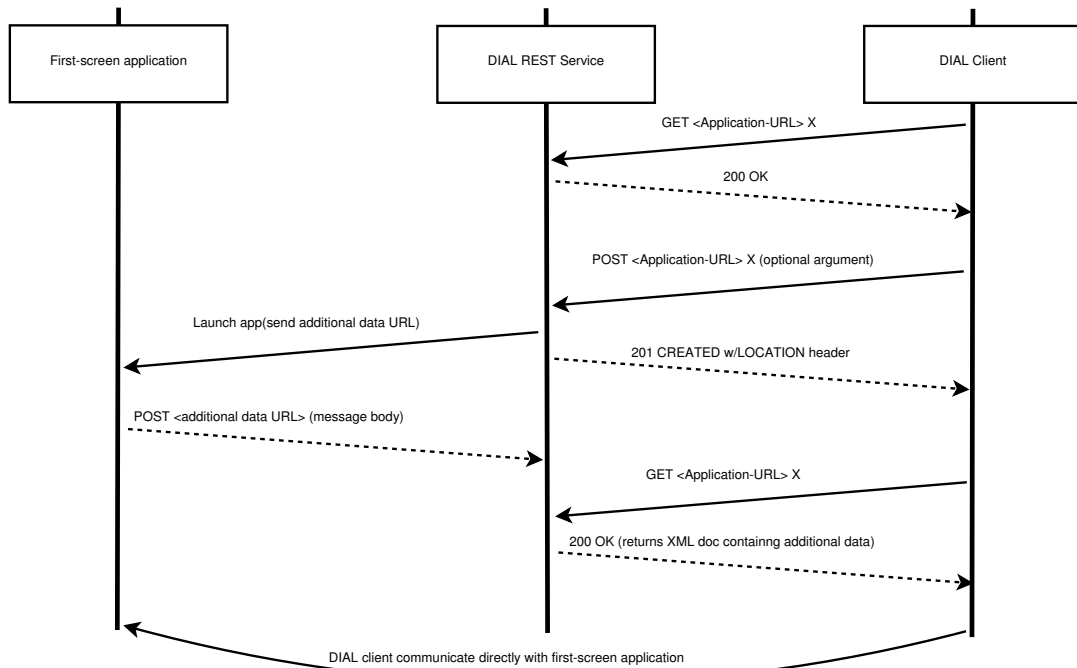 First-screen application
DIAL REST Service
DIAL Client
GET <Application-URL> X
200 OK
POST <Application-URL> X (optional argument)
Launch app(send additional data URL)
201 CREATED w/LOCATION header
POST <additional data URL> (message body)
GET <Application-URL> X
200 OK (returns XML doc containng additional data)
DIAL client communicate directly with first-screen application